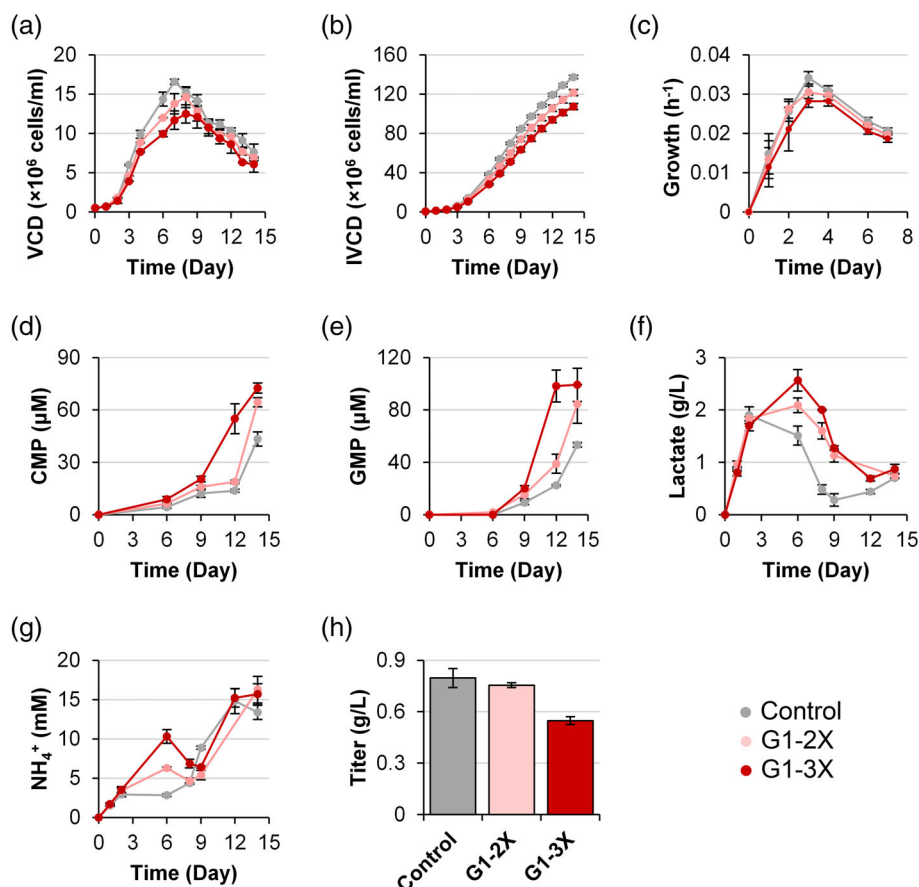 (a)
VCD (×10⁶ cells/ml)
20
15
10
5
0
0 3 6 9 12 15
Time (Day)
(b)
IVCD (×10⁶ cells/ml)
160
120
80
40
0
0 3 6 9 12 15
Time (Day)
(c)
Growth (h⁻¹)
0.04
0.03
0.02
0.01
0
0 2 4 6 8
Time (Day)
(d)
CMP (µM)
90
60
30
0
0 3 6 9 12 15
Time (Day)
(e)
GMP (µM)
120
80
40
0
0 3 6 9 12 15
Time (Day)
(f)
Lactate (g/L)
3
2
1
0
0 3 6 9 12 15
Time (Day)
(g)
NH₄⁺ (mM)
20
15
10
5
0
0 3 6 9 12 15
Time (Day)
(h)
Titer (g/L)
0.9
0.6
0.3
0
Control
G1-2X
G1-3X
Control
G1-2X
G1-3X